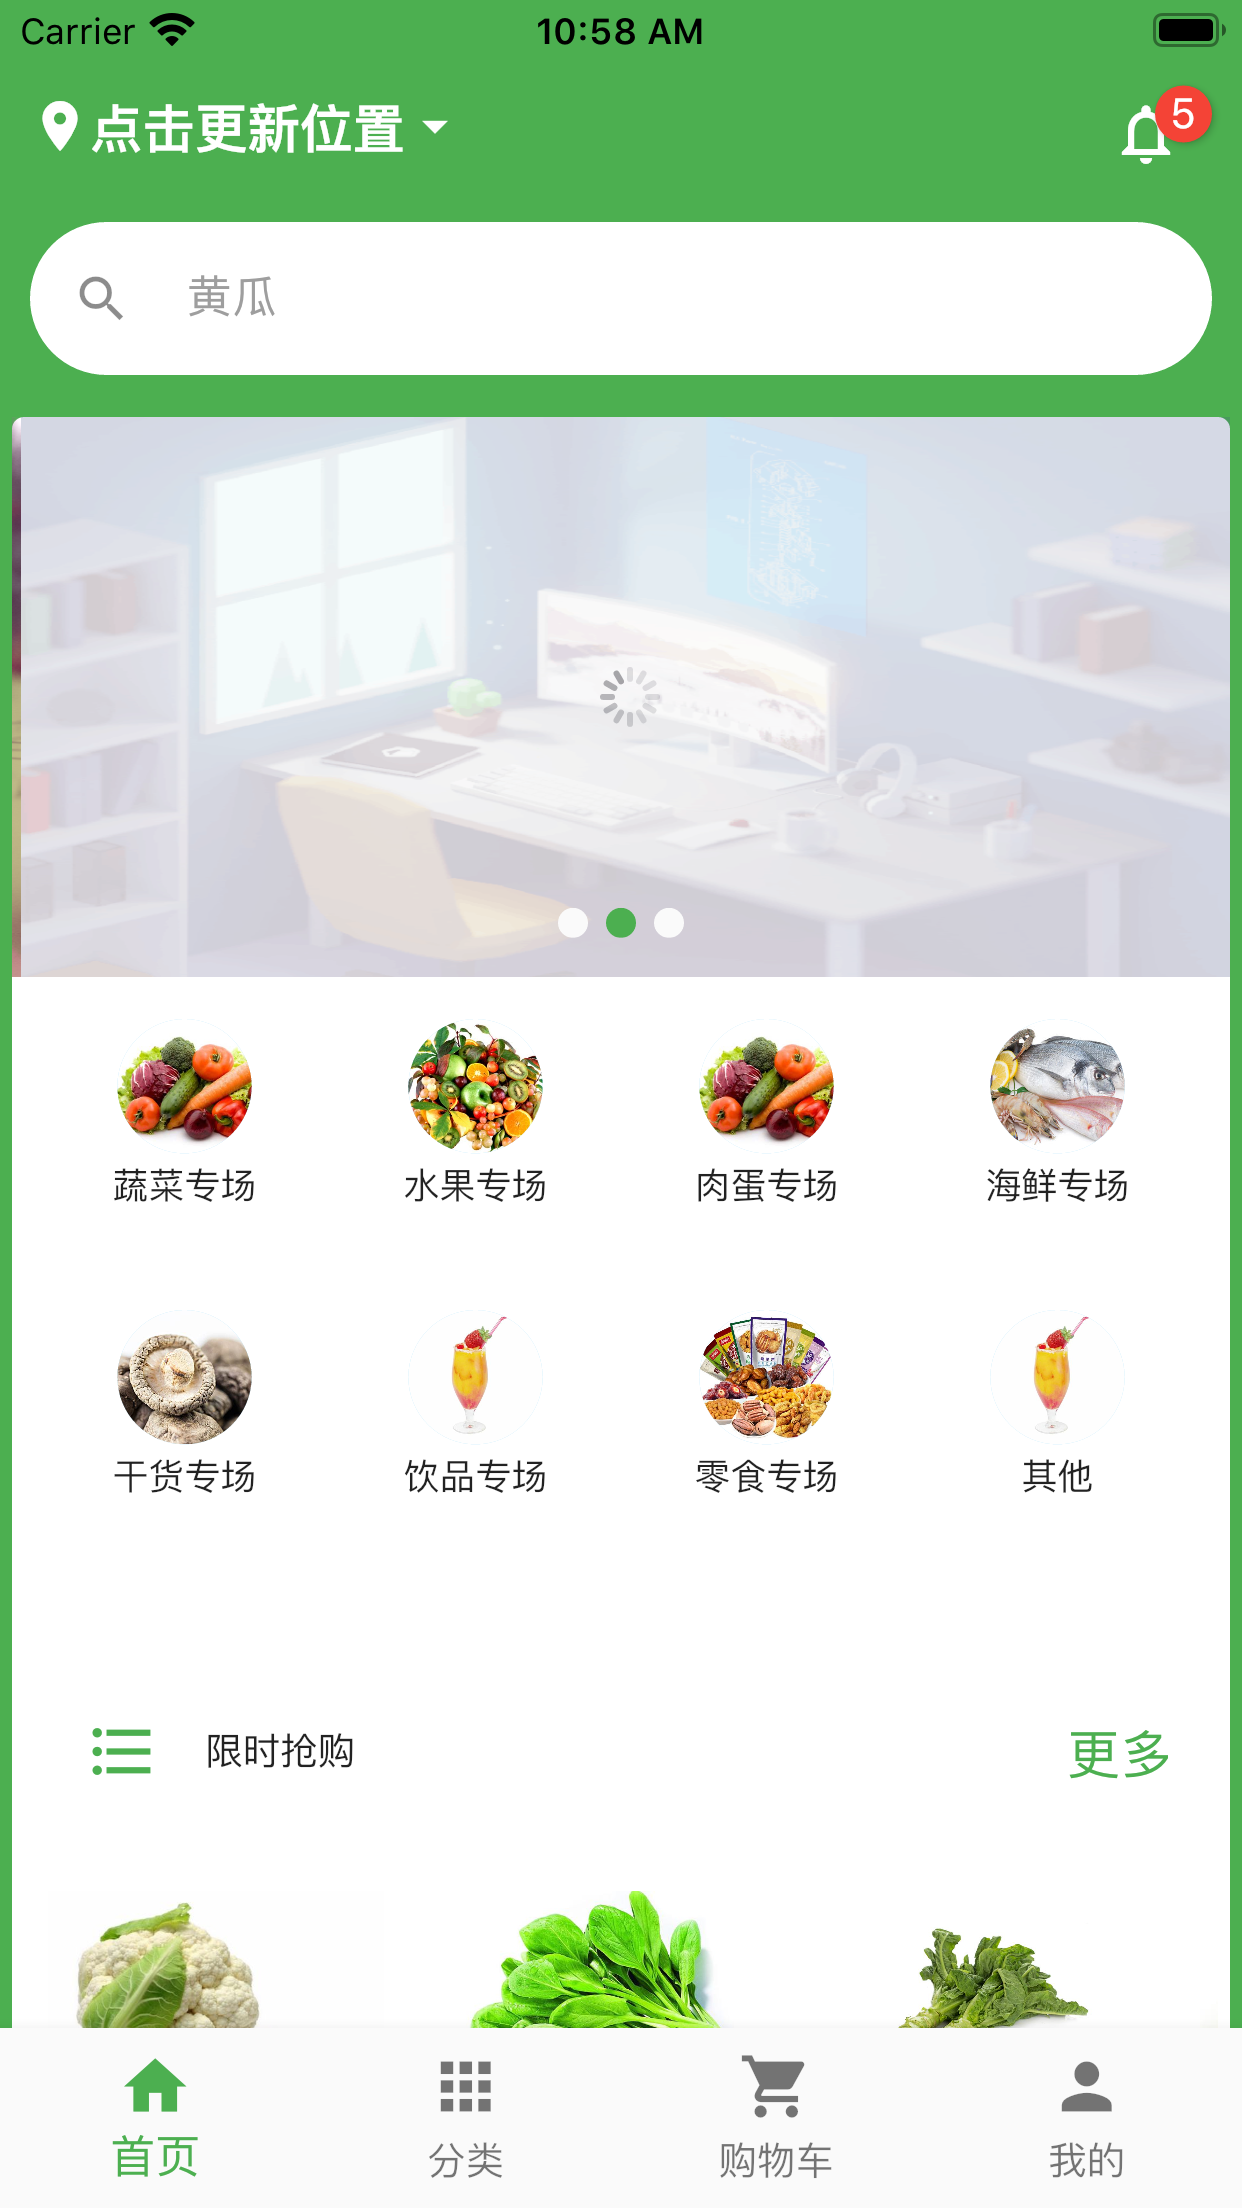 Carrier 10:58 AM
点击更新位置
5
黄瓜
蔬菜专场 水果专场 肉蛋专场 海鲜专场
干货专场 饮品专场 零食专场 其他
限时抢购 更多
首页 分类 购物车 我的